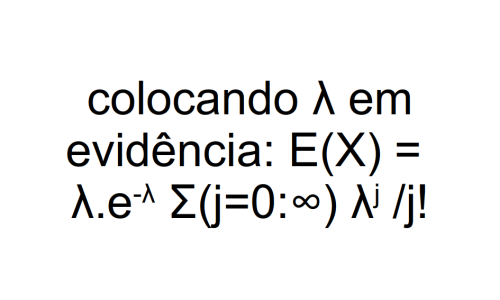 colocando λ em
evidência: E(X) =
λ.e⁻λ Σ(j=0:∞) λʲ /j!